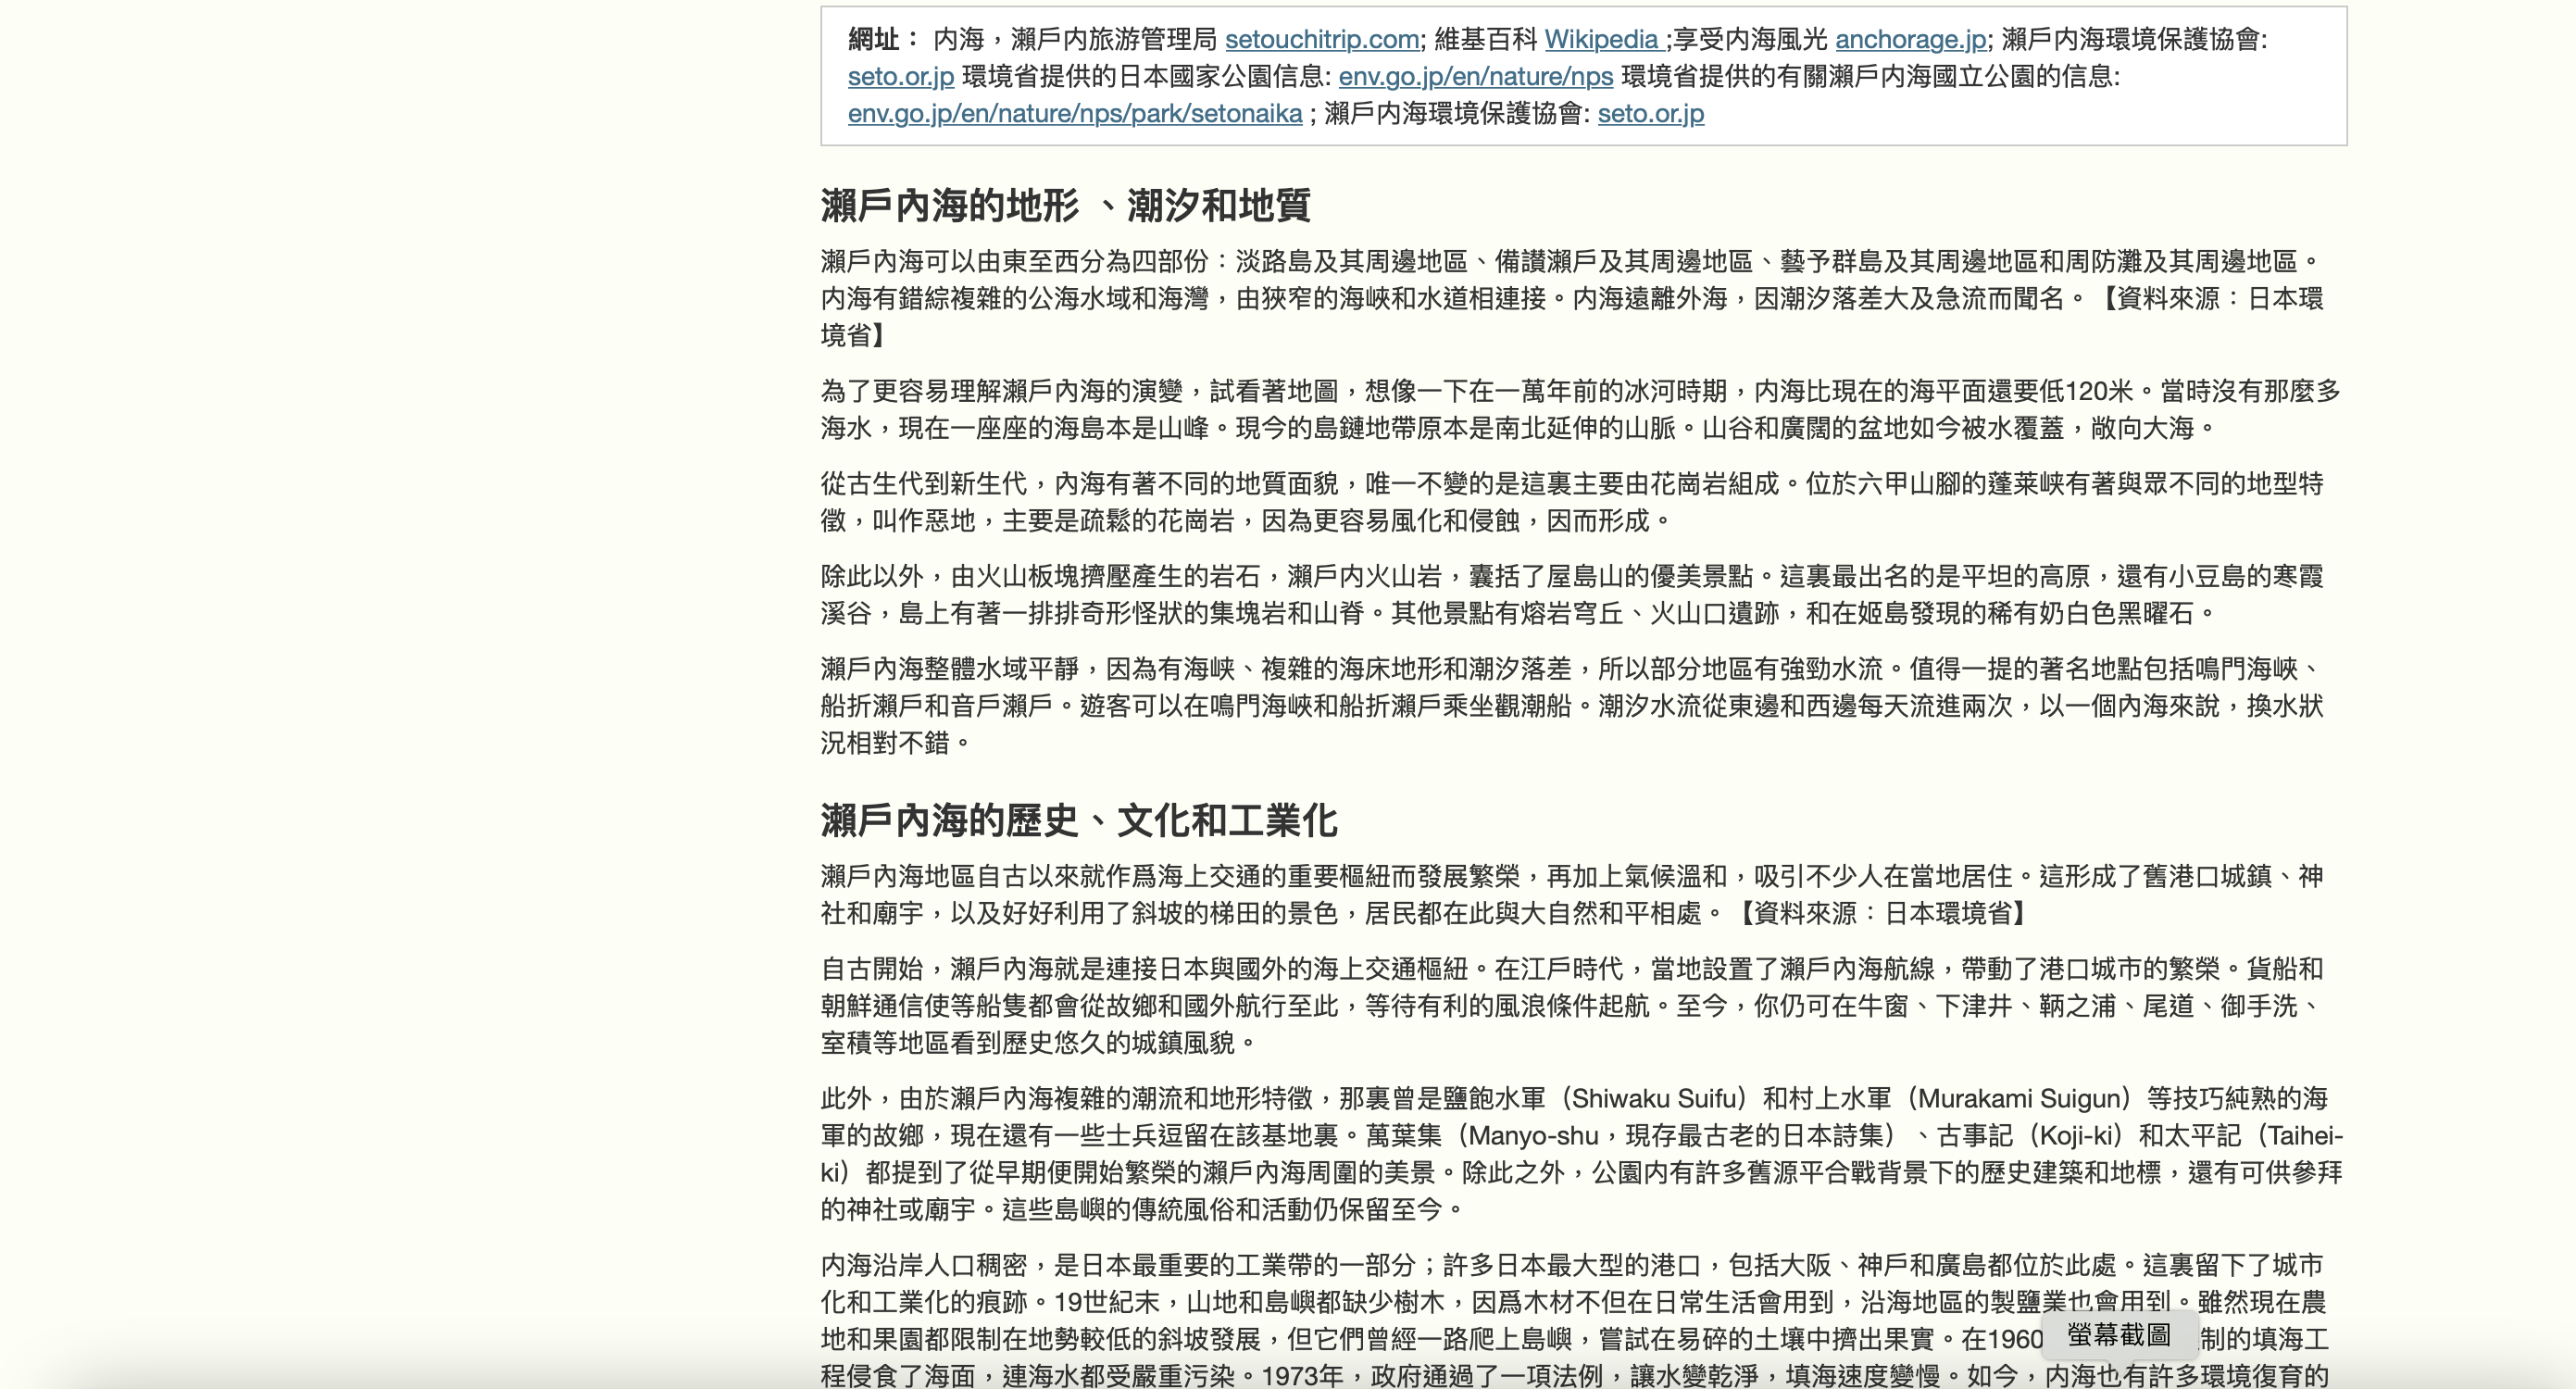 網址： 内海，瀨戶内旅游管理局 setouchitrip.com; 維基百科 Wikipedia ;享受内海風光 anchorage.jp; 瀨戶内海環境保護協會:
seto.or.jp 環境省提供的日本國家公園信息: env.go.jp/en/nature/nps 環境省提供的有關瀨戶内海國立公園的信息:
env.go.jp/en/nature/nps/park/setonaika ; 瀨戶内海環境保護協會: seto.or.jp
瀨戶內海的地形 、潮汐和地質
瀨戶內海可以由東至西分為四部份：淡路島及其周邊地區、備讃瀨戶及其周邊地區、藝予群島及其周邊地區和周防灘及其周邊地區。
内海有錯綜複雜的公海水域和海灣，由狹窄的海峽和水道相連接。内海遠離外海，因潮汐落差大及急流而聞名。【資料來源：日本環
境省】
為了更容易理解瀨戶內海的演變，試看著地圖，想像一下在一萬年前的冰河時期，内海比現在的海平面還要低120米。當時沒有那麼多
海水，現在一座座的海島本是山峰。現今的島鏈地帶原本是南北延伸的山脈。山谷和廣闊的盆地如今被水覆蓋，敞向大海。
從古生代到新生代，內海有著不同的地質面貌，唯一不變的是這裏主要由花崗岩組成。位於六甲山腳的蓬莱峡有著與眾不同的地型特
徵，叫作惡地，主要是疏鬆的花崗岩，因為更容易風化和侵蝕，因而形成。
除此以外，由火山板塊擠壓產生的岩石，瀨戶内火山岩，囊括了屋島山的優美景點。這裏最出名的是平坦的高原，還有小豆島的寒霞
溪谷，島上有著一排排奇形怪狀的集塊岩和山脊。其他景點有熔岩穹丘、火山口遺跡，和在姬島發現的稀有奶白色黑曜石。
瀨戶內海整體水域平靜，因為有海峡、複雜的海床地形和潮汐落差，所以部分地區有強勁水流。值得一提的著名地點包括鳴門海峽、
船折瀨戶和音戶瀨戶。遊客可以在鳴門海峽和船折瀨戶乘坐觀潮船。潮汐水流從東邊和西邊每天流進兩次，以一個內海來說，換水狀
況相對不錯。
瀨戶內海的歷史、文化和工業化
瀨戶內海地區自古以來就作爲海上交通的重要樞紐而發展繁榮，再加上氣候溫和，吸引不少人在當地居住。這形成了舊港口城鎮、神
社和廟宇，以及好好利用了斜坡的梯田的景色，居民都在此與大自然和平相處。【資料來源：日本環境省】
自古開始，瀨戶內海就是連接日本與國外的海上交通樞紐。在江戶時代，當地設置了瀨戶內海航線，帶動了港口城市的繁榮。貨船和
朝鮮通信使等船隻都會從故鄉和國外航行至此，等待有利的風浪條件起航。至今，你仍可在牛窗、下津井、鞆之浦、尾道、御手洗、
室積等地區看到歷史悠久的城鎮風貌。
此外，由於瀨戶內海複雜的潮流和地形特徵，那裏曾是鹽飽水軍（Shiwaku Suifu）和村上水軍（Murakami Suigun）等技巧純熟的海
軍的故鄉，現在還有一些士兵逗留在該基地裏。萬葉集（Manyo-shu，現存最古老的日本詩集）、古事記（Koji-ki）和太平記（Taihei-
ki）都提到了從早期便開始繁榮的瀨戶內海周圍的美景。除此之外，公園内有許多舊源平合戰背景下的歷史建築和地標，還有可供參拜
的神社或廟宇。這些島嶼的傳統風俗和活動仍保留至今。
内海沿岸人口稠密，是日本最重要的工業帶的一部分；許多日本最大型的港口，包括大阪、神戶和廣島都位於此處。這裏留下了城市
化和工業化的痕跡。19世紀末，山地和島嶼都缺少樹木，因爲木材不但在日常生活會用到，沿海地區的製鹽業也會用到。雖然現在農
地和果園都限制在地勢較低的斜坡發展，但它們曾經一路爬上島嶼，嘗試在易碎的土壤中擠出果實。在1960 螢幕截圖 制的填海工
程侵食了海面，連海水都受嚴重污染。1973年，政府通過了一項法例，讓水變乾淨，填海速度變慢。如今，内海也有許多環境復育的